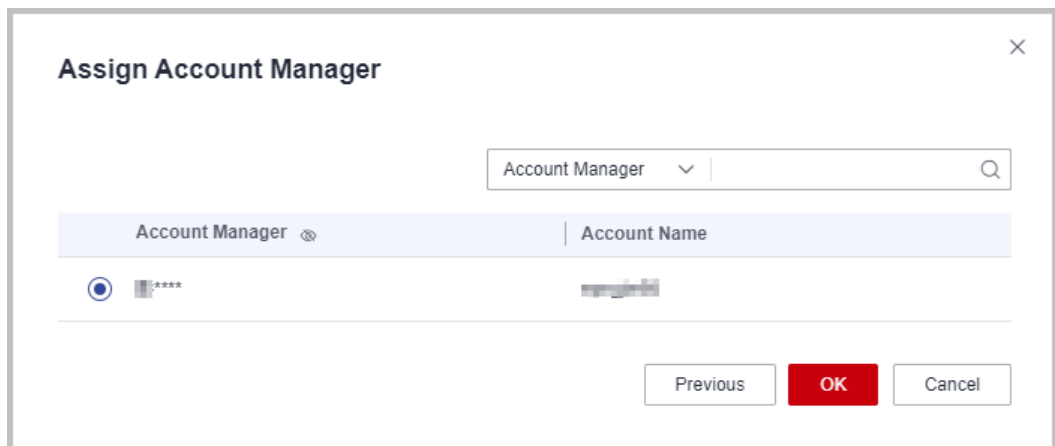 Assign Account Manager
Account Manager
Account Manager Account Name
****
Previous OK Cancel